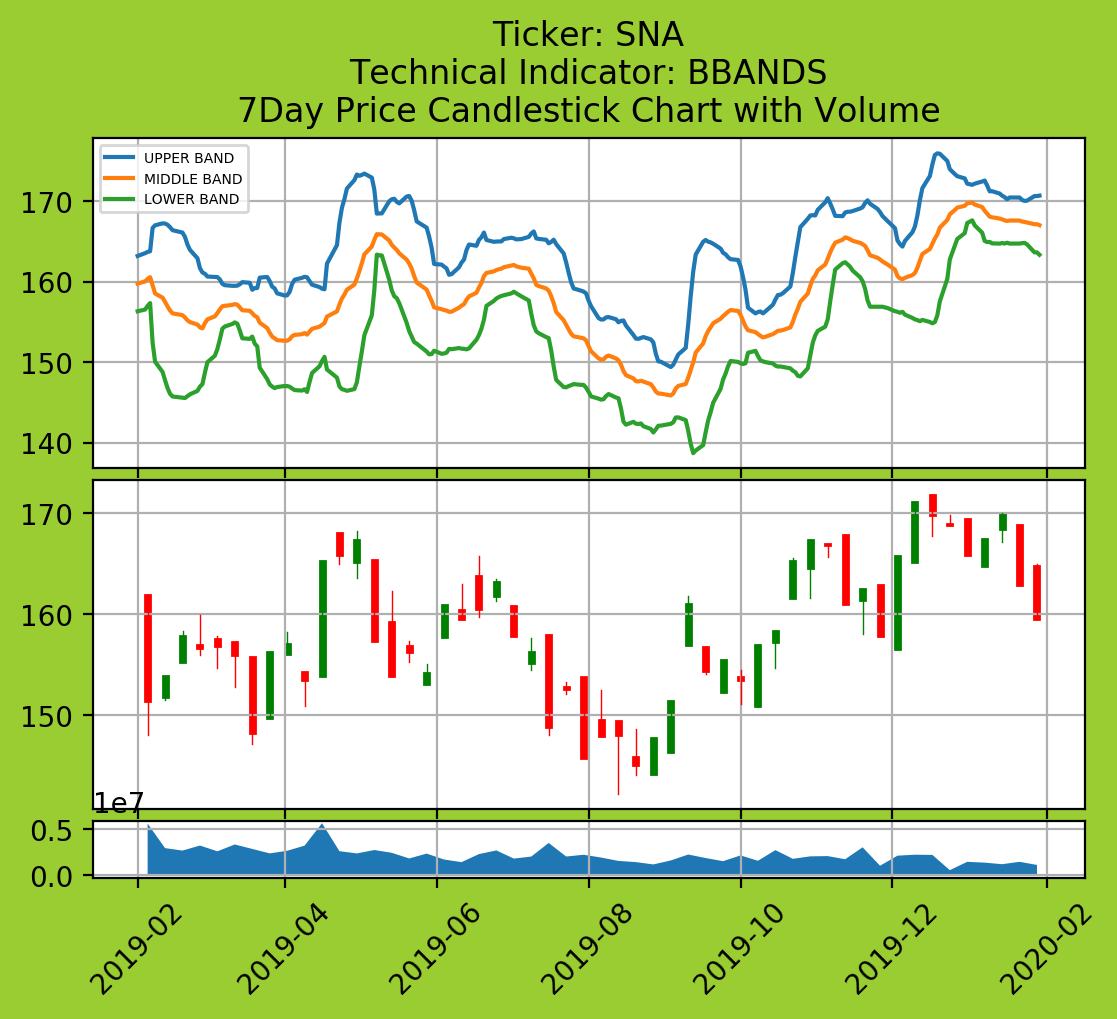 Ticker: SNA
Technical Indicator: BBANDS
7Day Price Candlestick Chart with Volume
UPPER BAND
MIDDLE BAND
LOWER BAND
170
160
150
140
170
160
150
1e7
0.5
0.0
2019-02
2019-04
2019-06
2019-08
2019-10
2019-12
2020-02